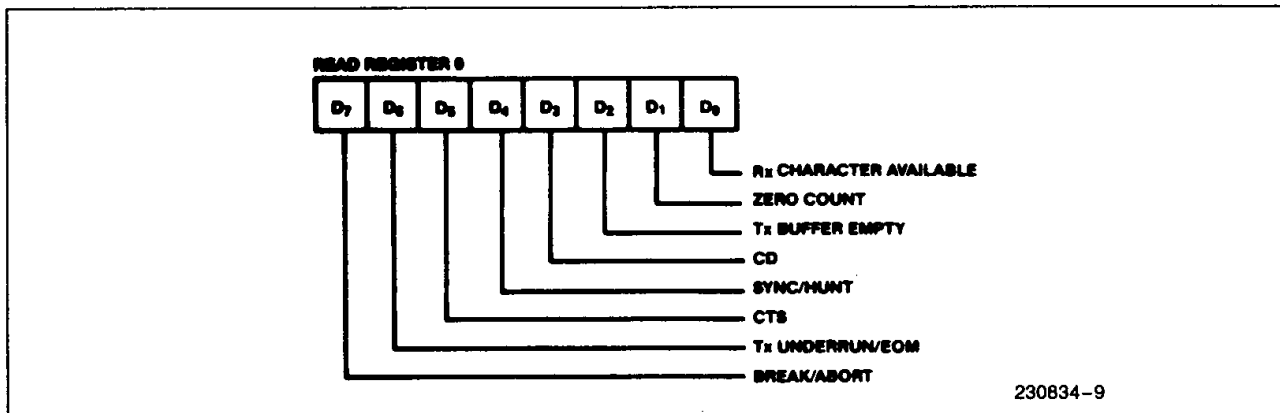 READ REGISTER 0
D7 D6 D5 D4 D3 D2 D1 D0
Rx CHARACTER AVAILABLE
ZERO COUNT
Tx BUFFER EMPTY
CD
SYNC/HUNT
CTS
Tx UNDERRUN/EOM
BREAK/ABORT
230834-9